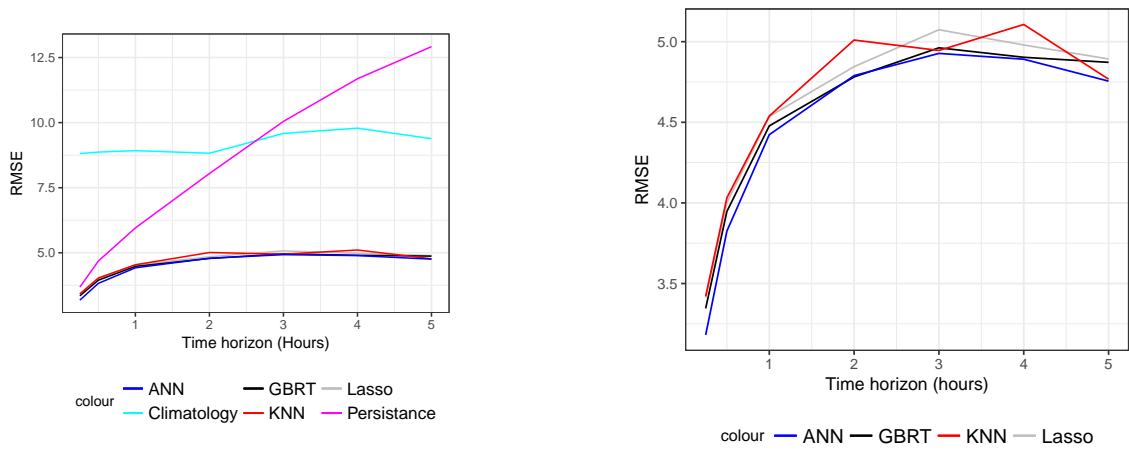 12.5
10.0
7.5
5.0
RMSE
1 2 3 4 5
Time horizon (Hours)
colour
ANN GBRT Lasso
Climatology KNN Persistance
5.0
4.5
4.0
3.5
RMSE
1 2 3 4 5
Time horizon (hours)
colour ANN GBRT KNN Lasso